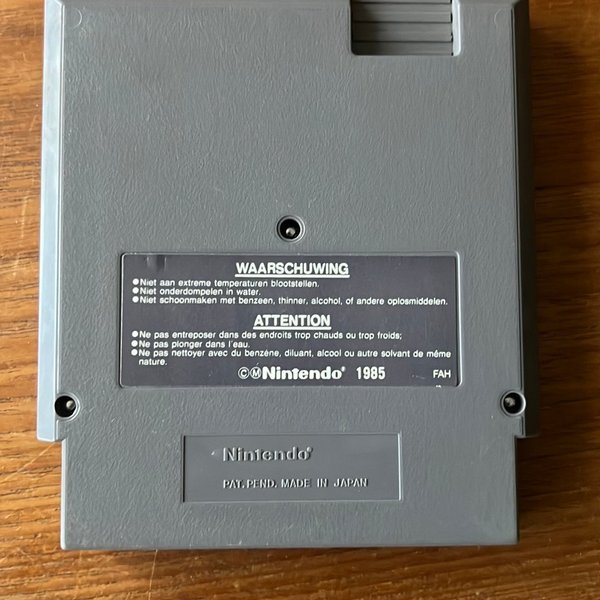 WAARSCHUWING
●Niet aan extreme temperaturen blootstellen.
●Niet onderdompelen in water.
●Niet schoonmaken met benzeen, thinner, alcohol, of andere oplosmiddelen.
ATTENTION
●Ne pas entreposer dans des endroits trop chauds ou trop froids;
●Ne pas plonger dans l'eau.
●Ne pas nettoyer avec du benzène, diluant, alcool ou autre solvant de même
nature.
©ⓂNintendo® 1985 FAH
Nintendo®
PAT. PEND. MADE IN JAPAN